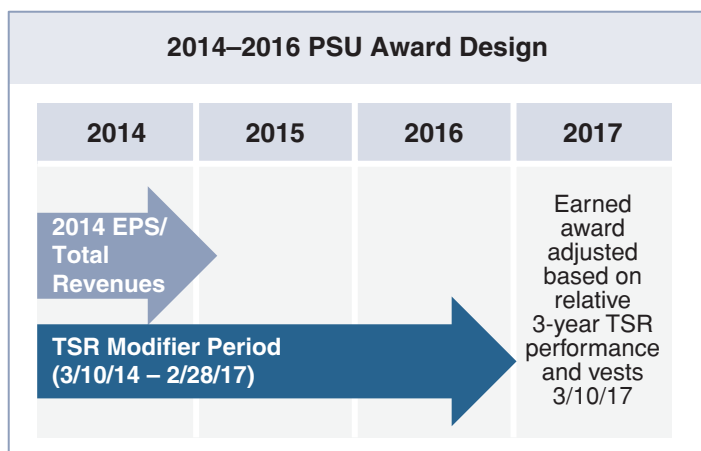 2014–2016 PSU Award Design
2014
2015
2016
2017
2014 EPS/
Total
Revenues
TSR Modifier Period
(3/10/14 – 2/28/17)
Earned
award
adjusted
based on
relative
3-year TSR
performance
and vests
3/10/17